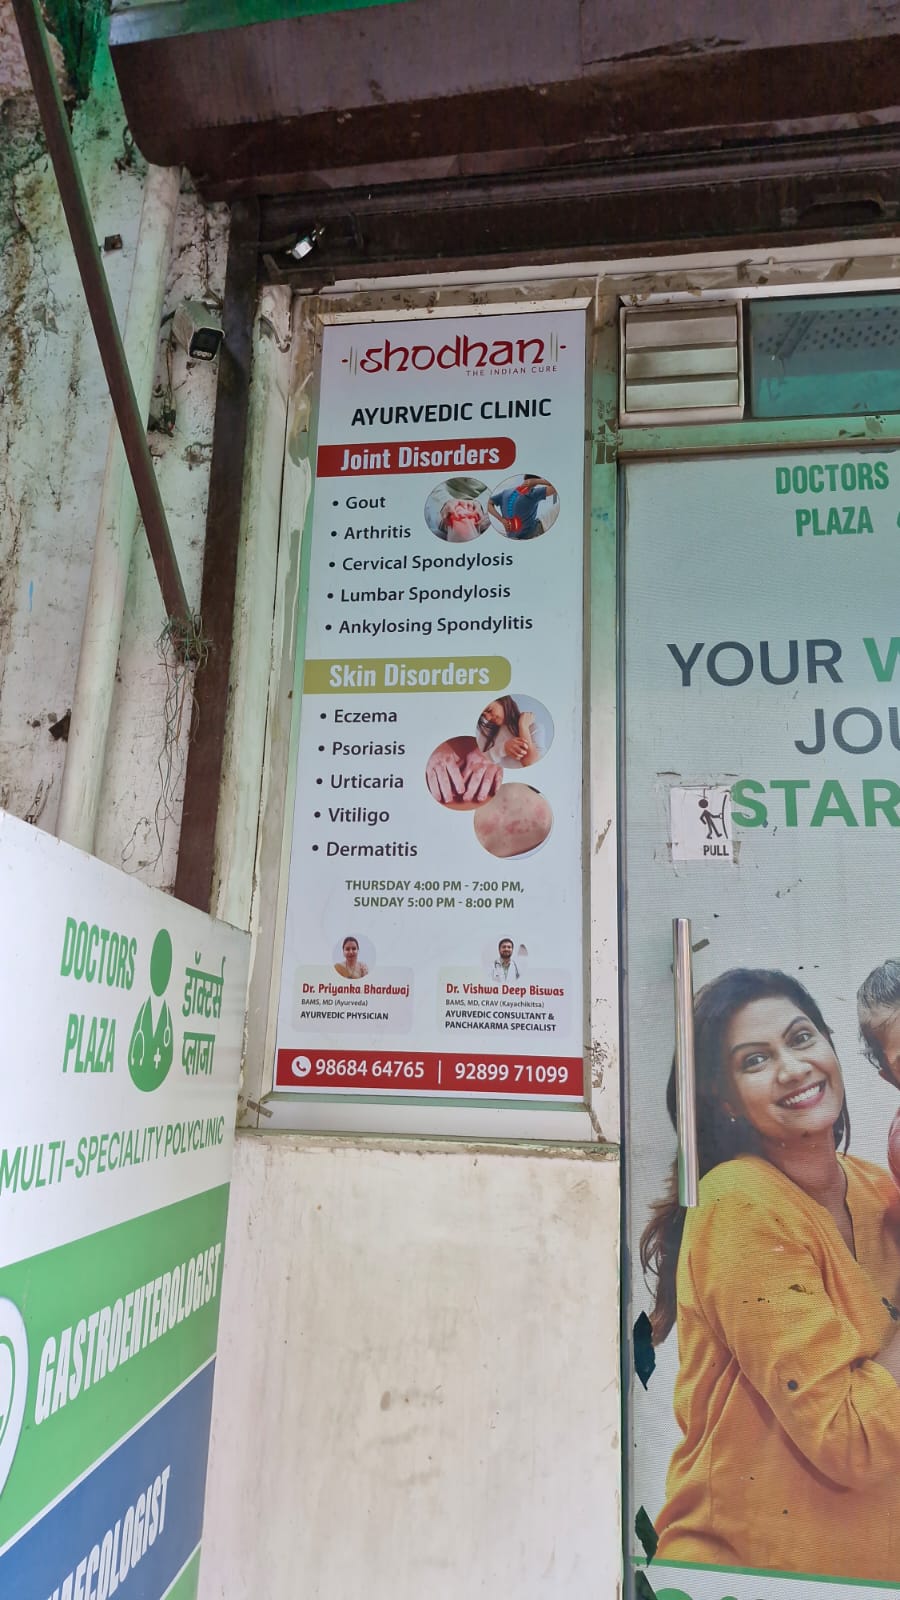 shodhan
THE INDIAN CURE
AYURVEDIC CLINIC
Joint Disorders
• Gout
• Arthritis
• Cervical Spondylosis
• Lumbar Spondylosis
• Ankylosing Spondylitis
Skin Disorders
• Eczema
• Psoriasis
• Urticaria
• Vitiligo
• Dermatitis
THURSDAY 4:00 PM - 7:00 PM,
SUNDAY 5:00 PM - 8:00 PM
Dr. Priyanka Bhardwaj
BAMS, MD (Ayurveda)
AYURVEDIC PHYSICIAN
Dr. Vishwa Deep Biswas
BAMS, MD, CRAV (Kayachikitsa)
AYURVEDIC CONSULTANT &
PANCHAKARMA SPECIALIST
98684 64765 | 92899 71099
DOCTORS
PLAZA
YOUR
JOU
STAR
PULL
DOCTORS
PLAZA
डॉक्टर्स
प्लाजा
MULTI-SPECIALITY POLYCLINIC
GASTROENTEROLOGIST
AECOLOGIST